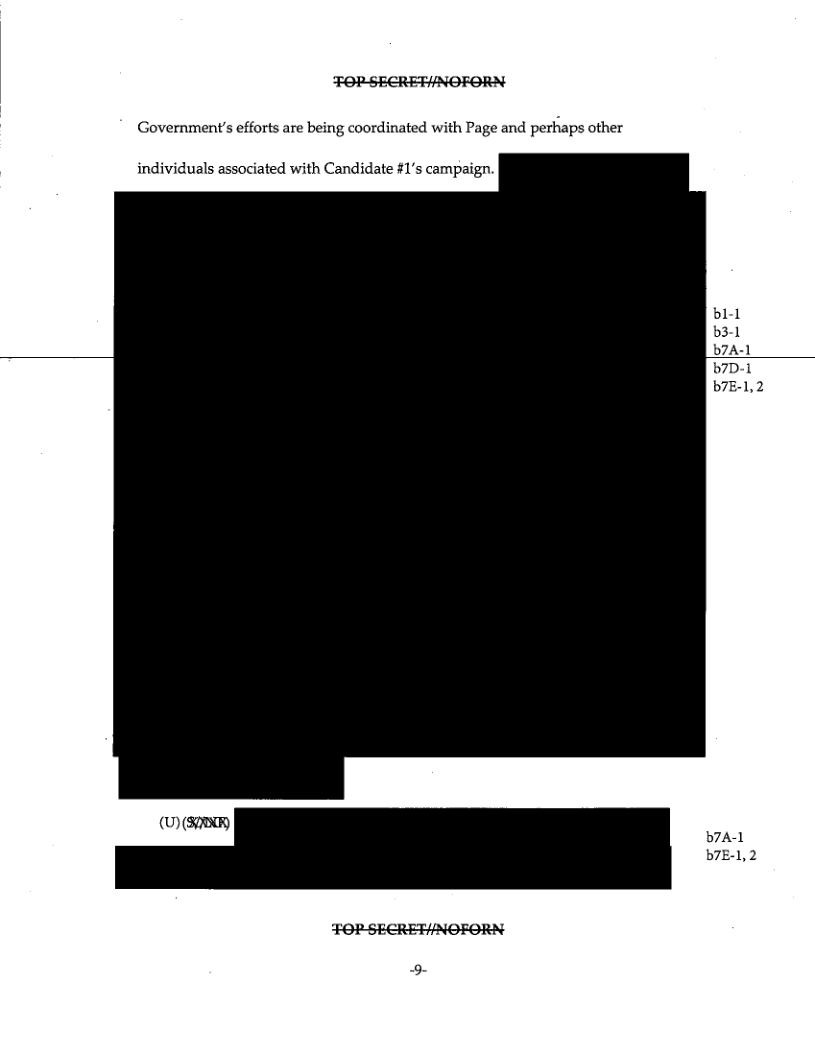 TOP SECRET//NOFORN
Government's efforts are being coordinated with Page and perhaps other
individuals associated with Candidate #1's campaign.
b1-1
b3-1
b7A-1
b7D-1
b7E-1, 2
(U)
b7A-1
b7E-1, 2
TOP SECRET//NOFORN
-9-